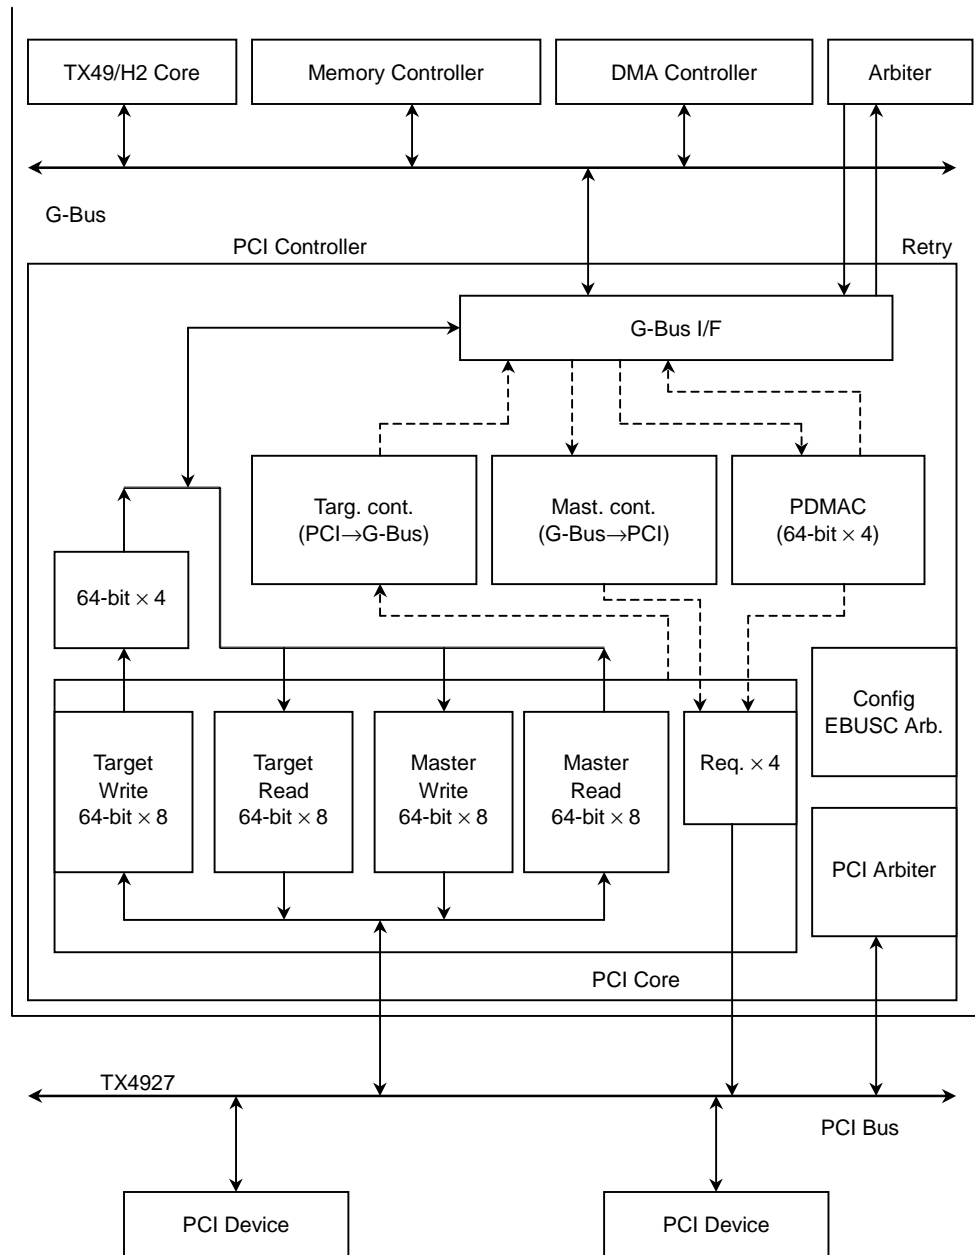 TX49/H2 Core
Memory Controller
DMA Controller
Arbiter
G-Bus
PCI Controller
Retry
G-Bus I/F
Targ. cont.
(PCI→G-Bus)
Mast. cont.
(G-Bus→PCI)
PDMAC
(64-bit × 4)
64-bit × 4
Target
Write
64-bit × 8
Target
Read
64-bit × 8
Master
Write
64-bit × 8
Master
Read
64-bit × 8
Req. × 4
Config
EBUSC Arb.
PCI Arbiter
PCI Core
TX4927
PCI Bus
PCI Device
PCI Device